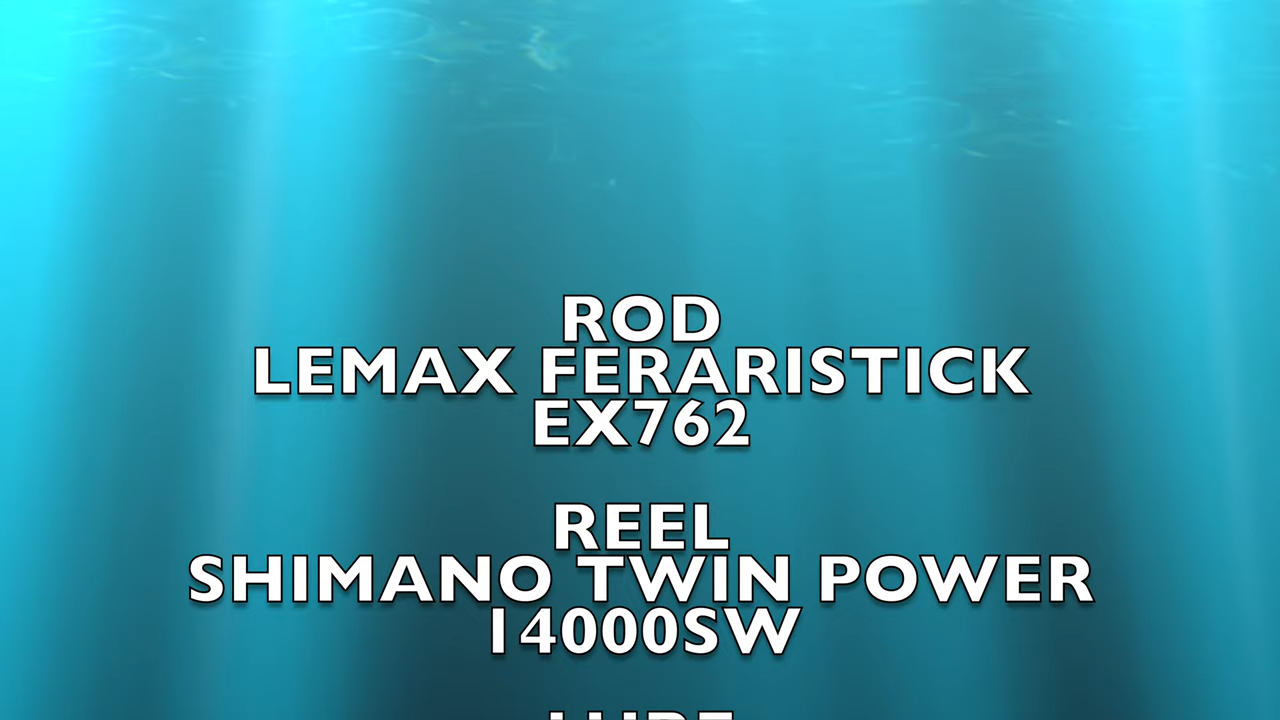 ROD
LEMAX FERARISTICK
EX762
REEL
SHIMANO TWIN POWER
14000SW